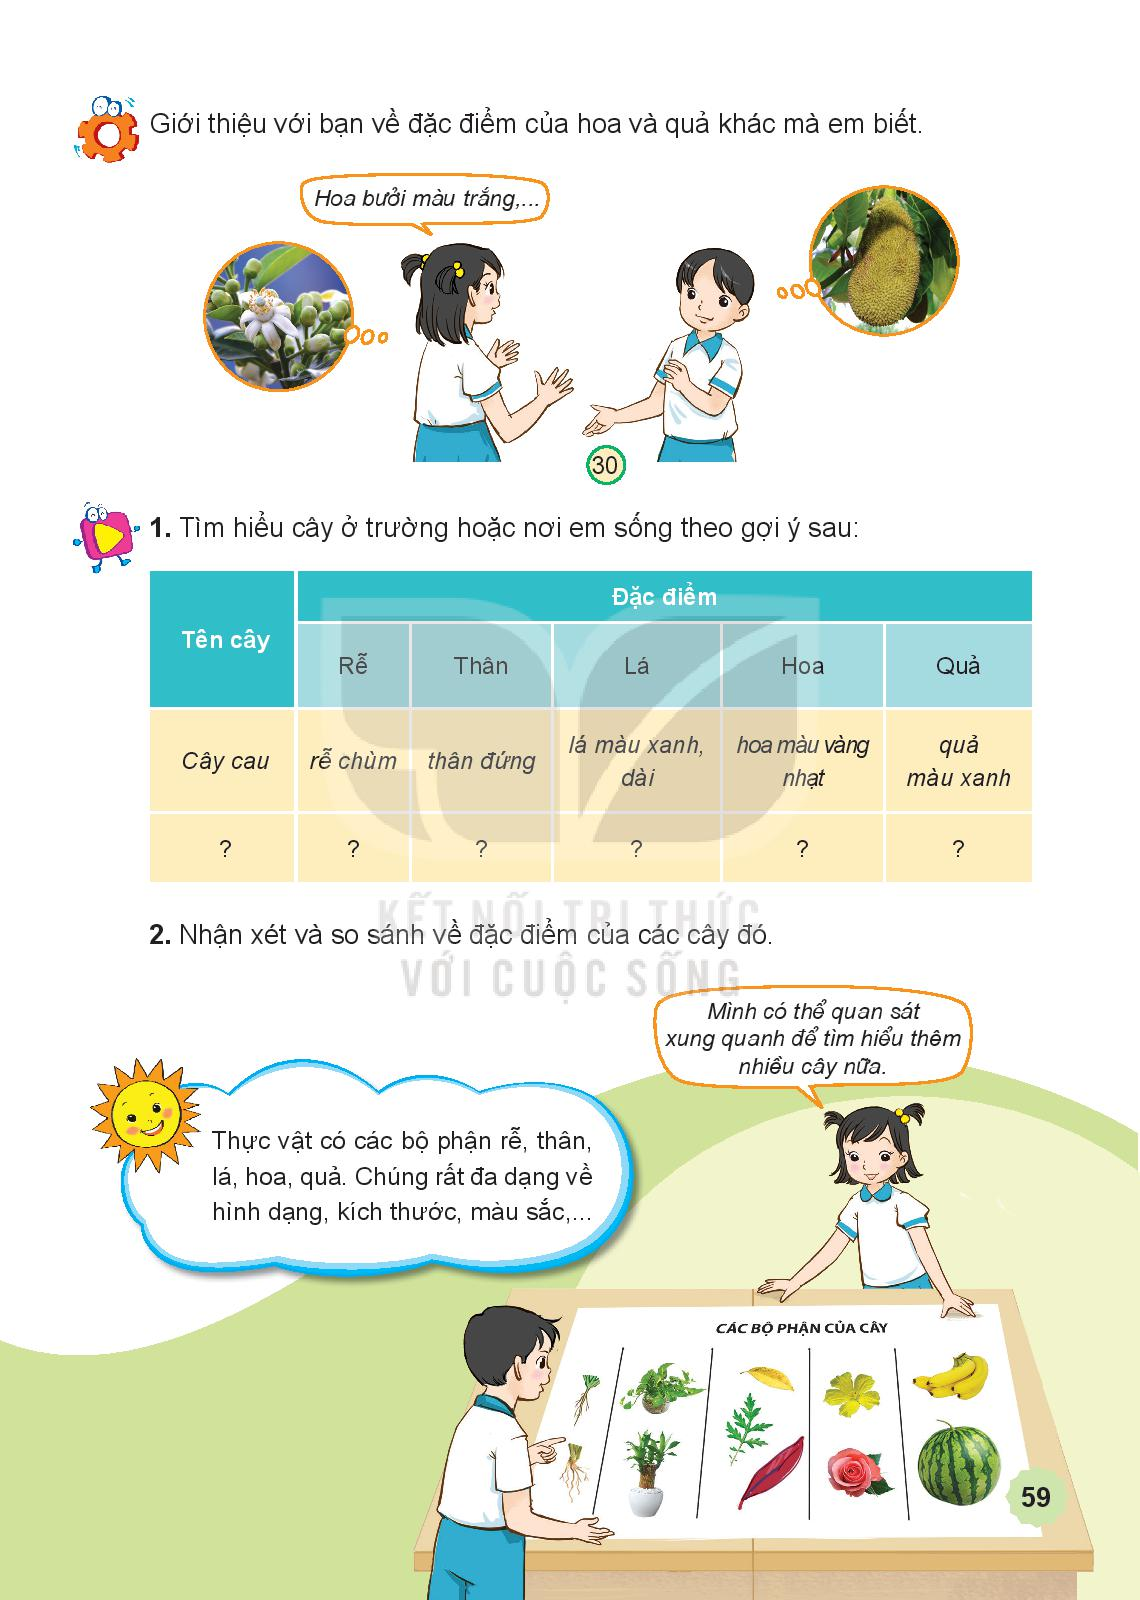 Giới thiệu với bạn về đặc điểm của hoa và quả khác mà em biết.
Hoa bưởi màu trắng,...
30
1. Tìm hiểu cây ở trường hoặc nơi em sống theo gợi ý sau:
Tên cây
Đặc điểm
Rễ Thân Lá Hoa Quả
Cây cau
rễ chùm
thân đứng
lá màu xanh,
dài
hoa màu vàng
nhạt
quả
màu xanh
? ? ? ? ? ?
KẾT NỐI TRI THỨC
VỚI CUỘC SỐNG
2. Nhận xét và so sánh về đặc điểm của các cây đó.
Mình có thể quan sát
xung quanh để tìm hiểu thêm
nhiều cây nữa.
Thực vật có các bộ phận rễ, thân,
lá, hoa, quả. Chúng rất đa dạng về
hình dạng, kích thước, màu sắc,...
CÁC BỘ PHẬN CỦA CÂY
59